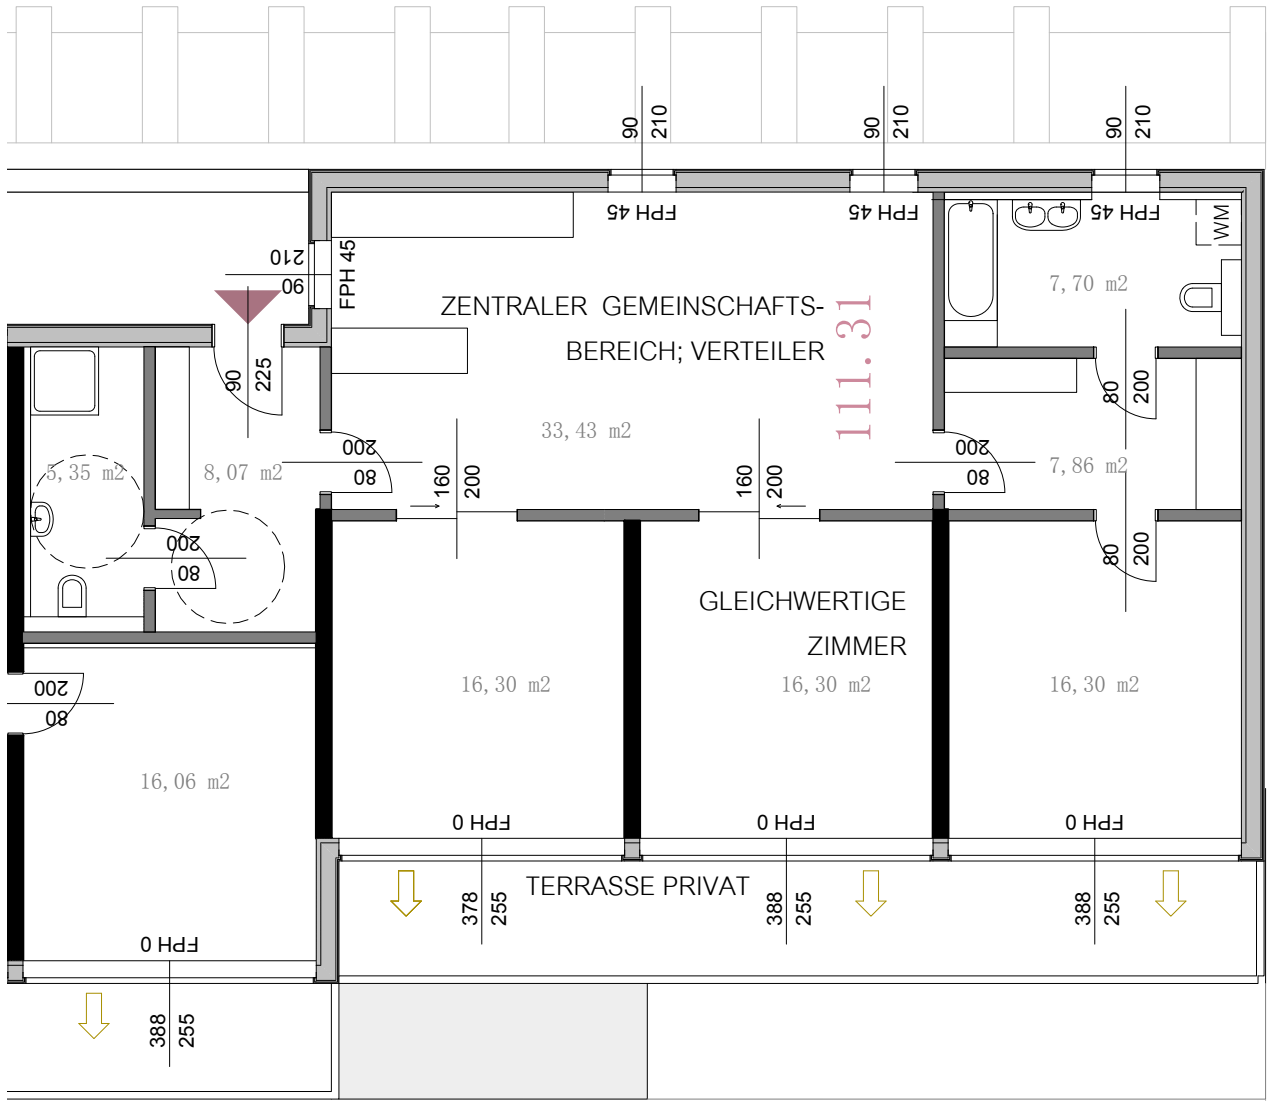 90
210
90
210
90
210
FPH 45
FPH 45
FPH 45
WM
210
90
FPH 45
ZENTRALER GEMEINSCHAFTS-
BEREICH; VERTEILER
111.31
7,70 m2
90
225
80
200
33,43 m2
200
80
160
200
160
200
200
80
7,86 m2
5,35 m2
8,07 m2
200
80
80
200
GLEICHWERTIGE
ZIMMER
16,30 m2
16,30 m2
16,30 m2
200
80
16,06 m2
FPH 0
FPH 0
FPH 0
TERRASSE PRIVAT
378
255
388
255
388
255
FPH 0
388
255